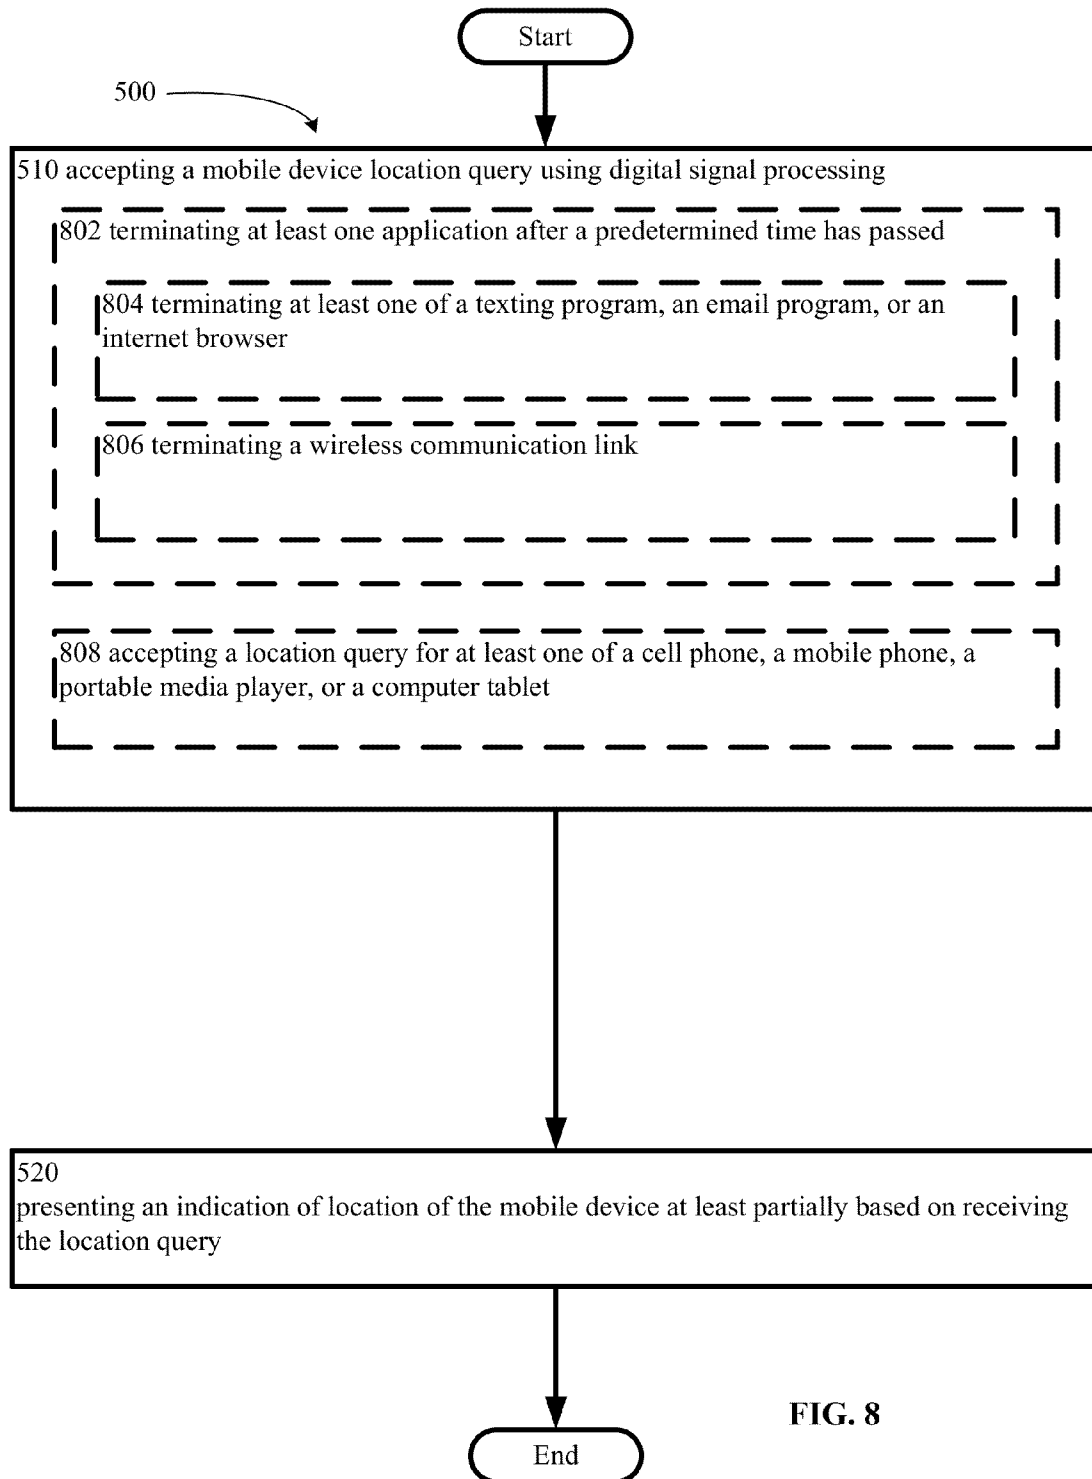 Start
500
510 accepting a mobile device location query using digital signal processing
802 terminating at least one application after a predetermined time has passed
804 terminating at least one of a texting program, an email program, or an
internet browser
806 terminating a wireless communication link
808 accepting a location query for at least one of a cell phone, a mobile phone, a
portable media player, or a computer tablet
520
presenting an indication of location of the mobile device at least partially based on receiving
the location query
FIG. 8
End